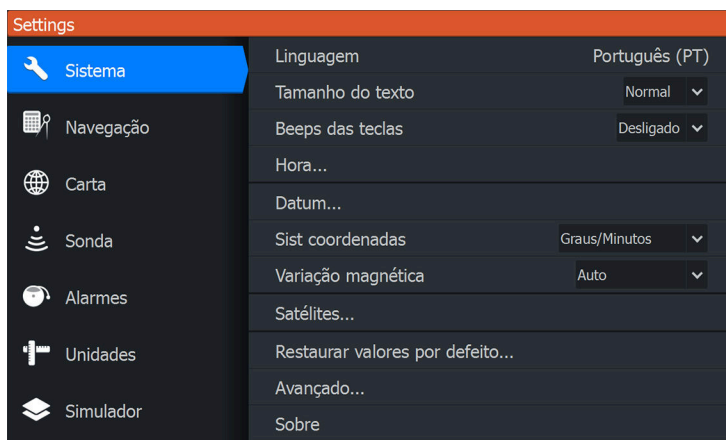 Settings
Sistema
Navegação
Carta
Sonda
Alarmes
Unidades
Simulador
Linguagem Português (PT)
Tamanho do texto Normal
Beeps das teclas Desligado
Hora...
Datum...
Sist coordenadas Graus/Minutos
Variação magnética Auto
Satélites...
Restaurar valores por defeito...
Avançado...
Sobre